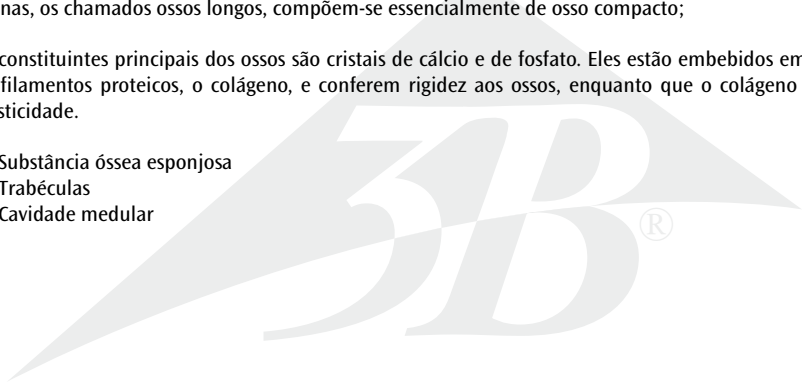 nas, os chamados ossos longos, compõem-se essencialmente de osso compacto;
constituintes principais dos ossos são cristais de cálcio e de fosfato. Eles estão embebidos em
filamentos proteicos, o colágeno, e conferem rigidez aos ossos, enquanto que o colágeno
sticidade.
Substância óssea esponjosa
Trabéculas
Cavidade medular
3B®